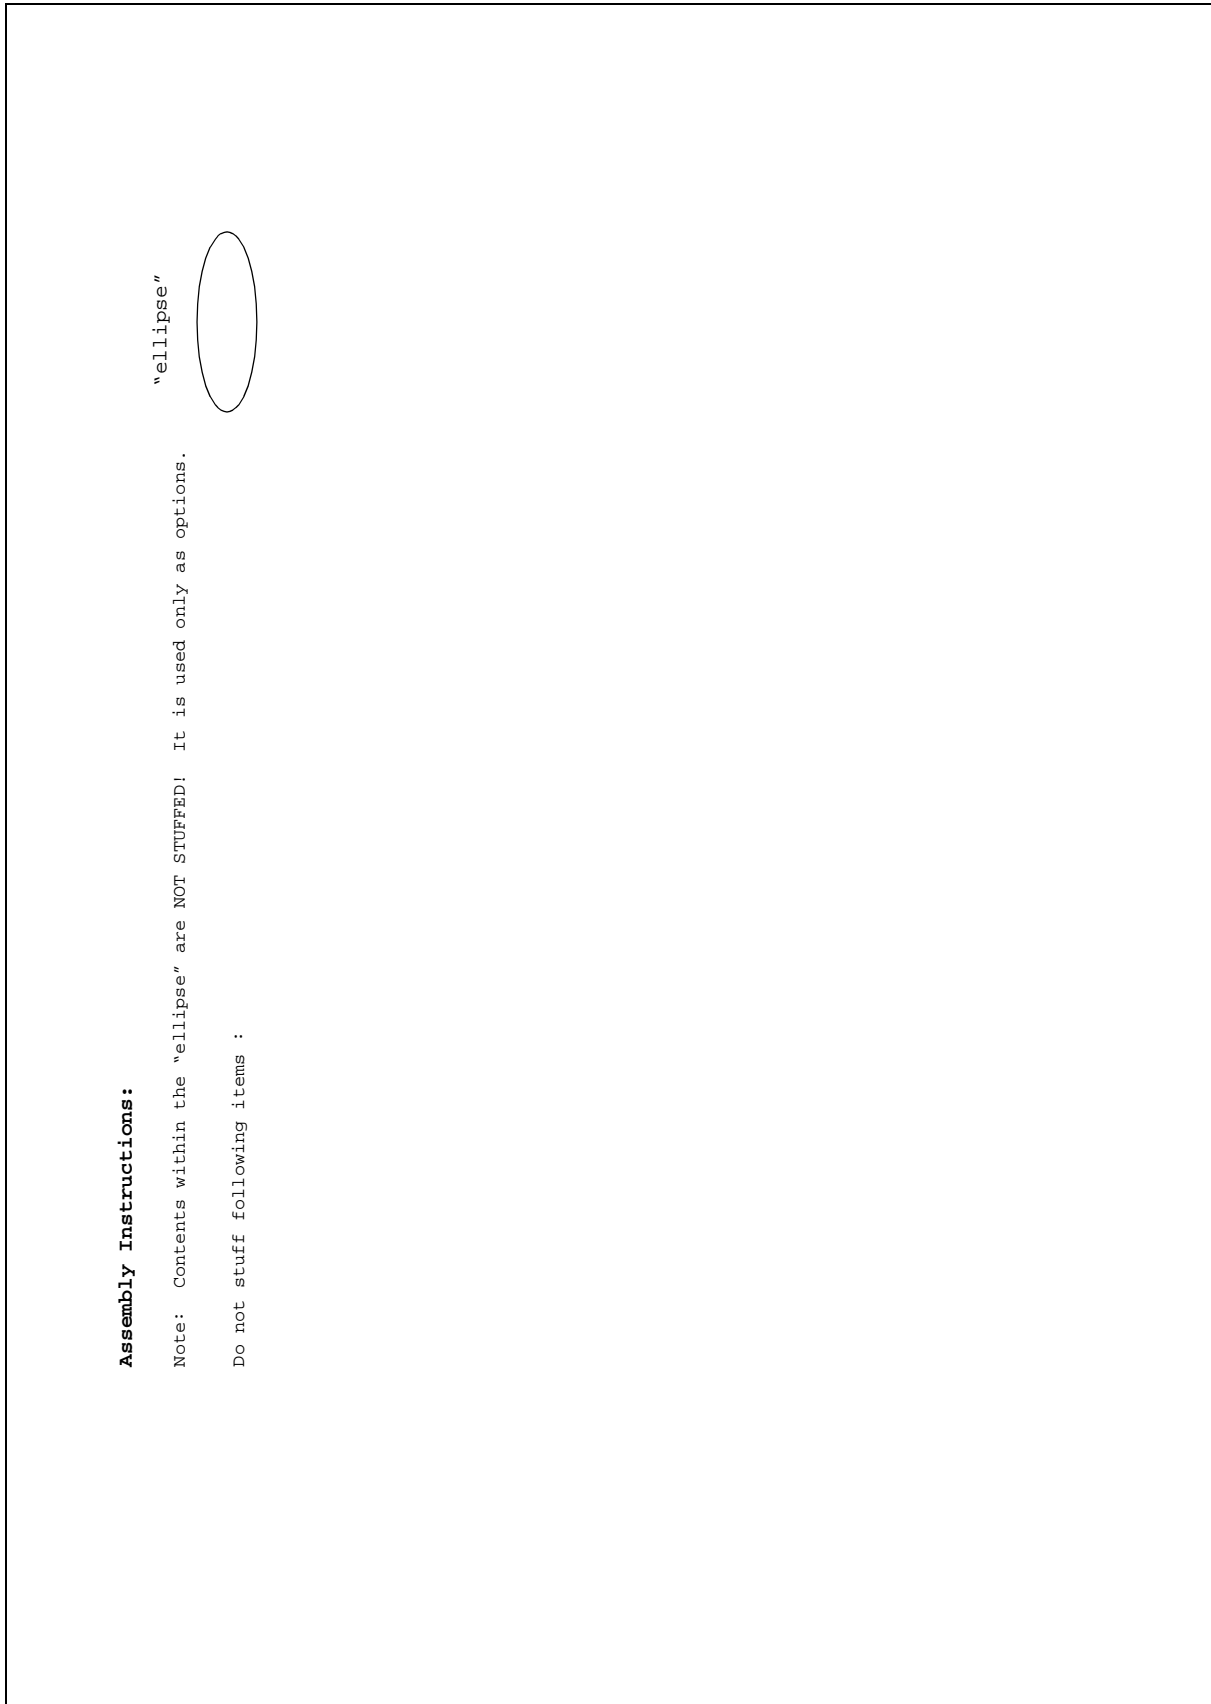 Assembly Instructions:
"ellipse"
Note:  Contents within the "ellipse" are NOT STUFFED!  It is used only as options.
Do not stuff following items :